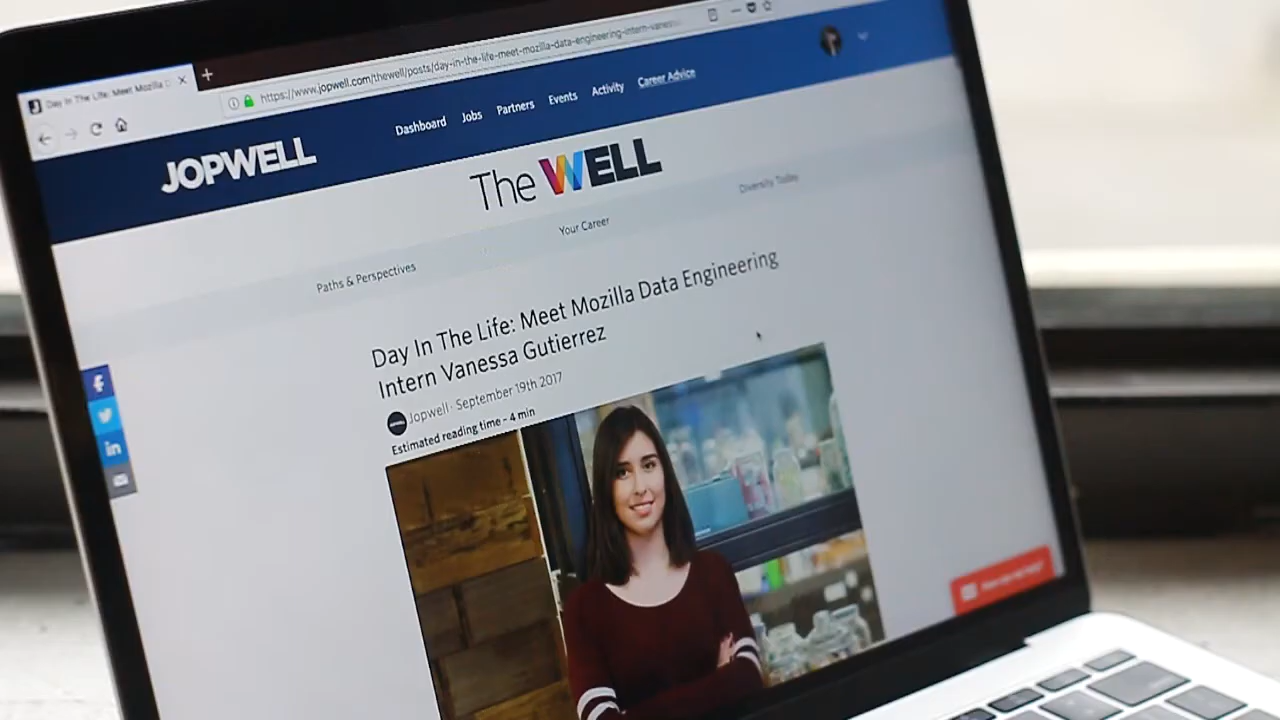 Day In The Life: Meet Mozilla
https://www.jopwell.com/thewell/posts/day-in-the-life-meet-mozilla-data-engineering-intern-vaness
JOPWELL
Dashboard Jobs Partners Events Activity Career Advice
The WELL
Paths & Perspectives Your Career Diversity Today
Day In The Life: Meet Mozilla Data Engineering
Intern Vanessa Gutierrez
Jopwell · September 19th 2017
Estimated reading time - 4 min